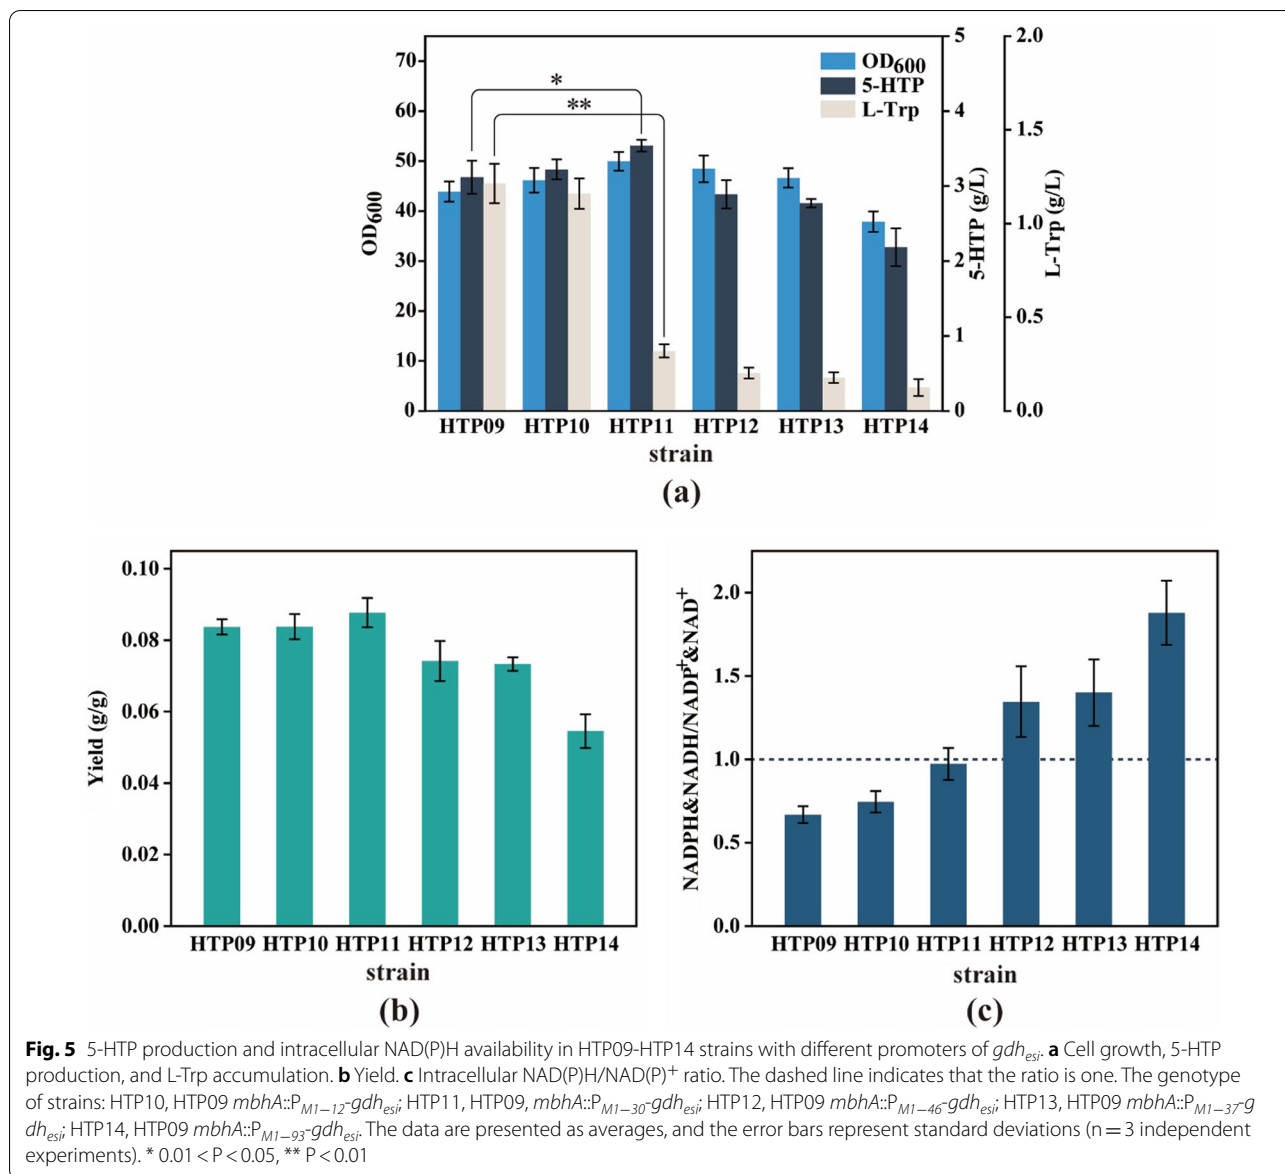 70
60
50
40
30
20
10
0
OD600
*
**
OD600
5-HTP
L-Trp
5
4
3
2
1
0
5-HTP (g/L)
2.0
1.5
1.0
0.5
0.0
L-Trp (g/L)
HTP09 HTP10 HTP11 HTP12 HTP13 HTP14
strain
(a)
0.10
0.08
0.06
0.04
0.02
0.00
Yield (g/g)
HTP09 HTP10 HTP11 HTP12 HTP13 HTP14
strain
(b)
2.0
1.5
1.0
0.5
0.0
NADPH&NADH/NADP+&NAD+
HTP09 HTP10 HTP11 HTP12 HTP13 HTP14
strain
(c)
Fig. 5 5-HTP production and intracellular NAD(P)H availability in HTP09-HTP14 strains with different promoters of gdhesi. a Cell growth, 5-HTP
production, and L-Trp accumulation. b Yield. c Intracellular NAD(P)H/NAD(P)+ ratio. The dashed line indicates that the ratio is one. The genotype
of strains: HTP10, HTP09 mbhA::PM1−12-gdhesi; HTP11, HTP09, mbhA::PM1−30-gdhesi; HTP12, HTP09 mbhA::PM1−46-gdhesi; HTP13, HTP09 mbhA::PM1−37-g
dhesi; HTP14, HTP09 mbhA::PM1−93-gdhesi. The data are presented as averages, and the error bars represent standard deviations (n = 3 independent
experiments). * 0.01 < P < 0.05, ** P < 0.01